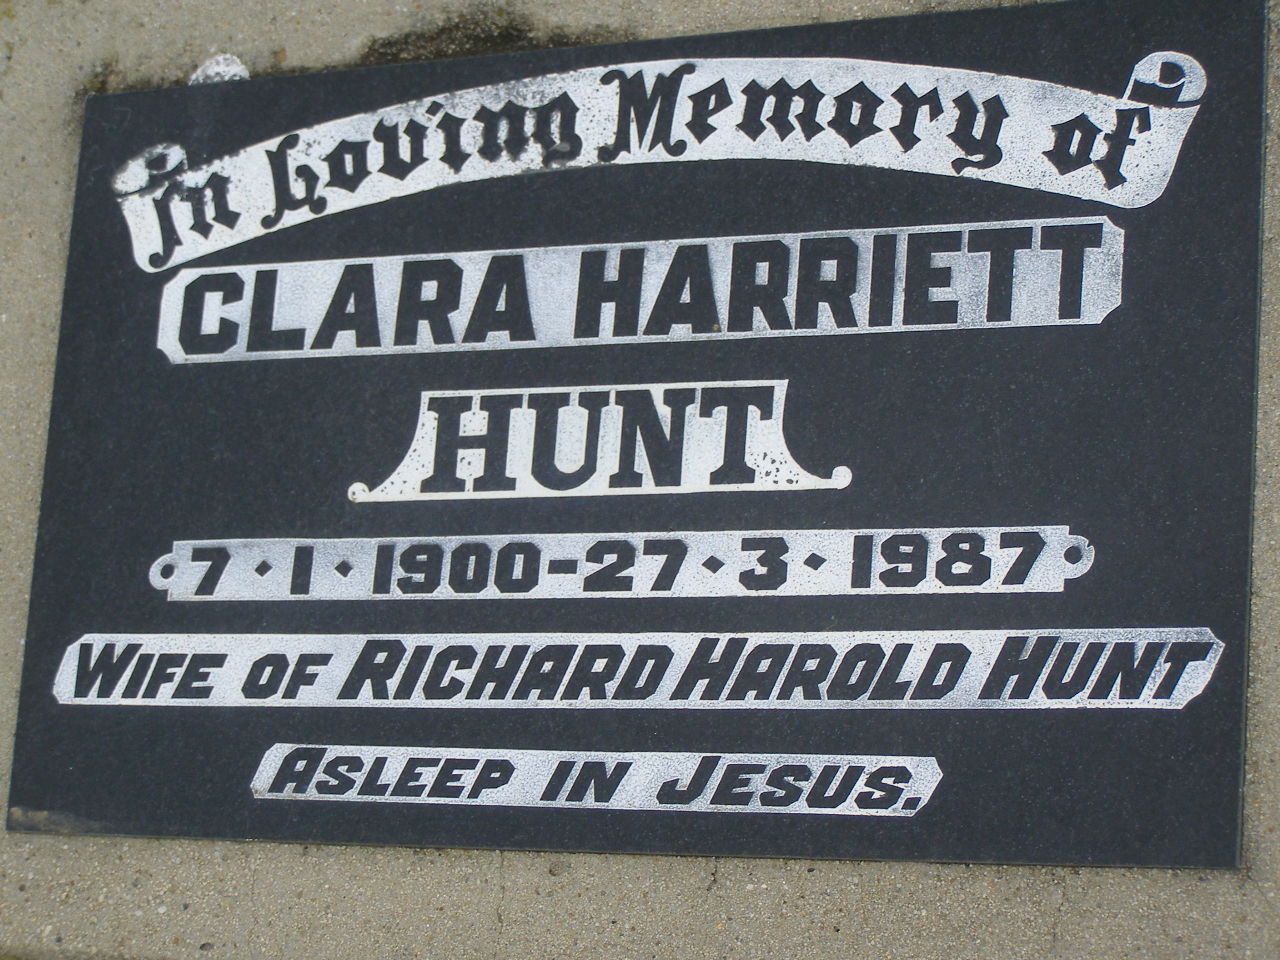 In Loving Memory of
CLARA HARRIETT
HUNT
7·1·1900-27·3·1987
WIFE OF RICHARD HAROLD HUNT
ASLEEP IN JESUS.